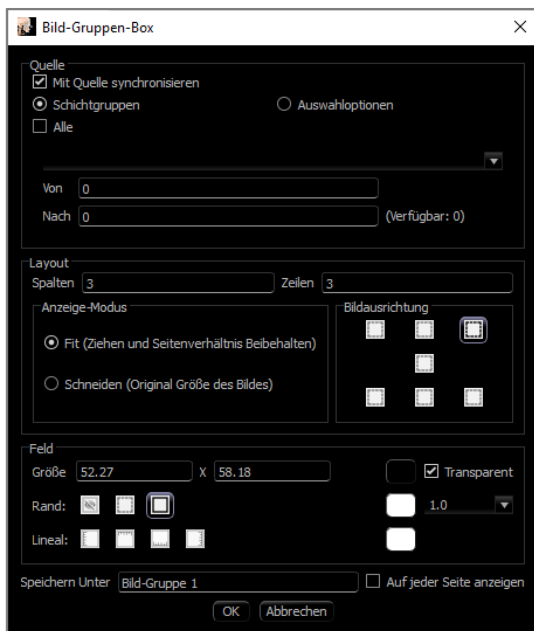 Bild-Gruppen-Box
Quelle
Mit Quelle synchronisieren
Schichtgruppen Auswahloptionen
Alle
Von 0
Nach 0 (Verfügbar: 0)
Layout
Spalten 3 Zeilen 3
Anzeige-Modus Bildausrichtung
Fit (Ziehen und Seitenverhältnis Beibehalten)
Schneiden (Original Größe des Bildes)
Feld
Größe 52.27 X 58.18 Transparent
Rand: 1.0
Lineal:
Speichern Unter Bild-Gruppe 1 Auf jeder Seite anzeigen
OK Abbrechen